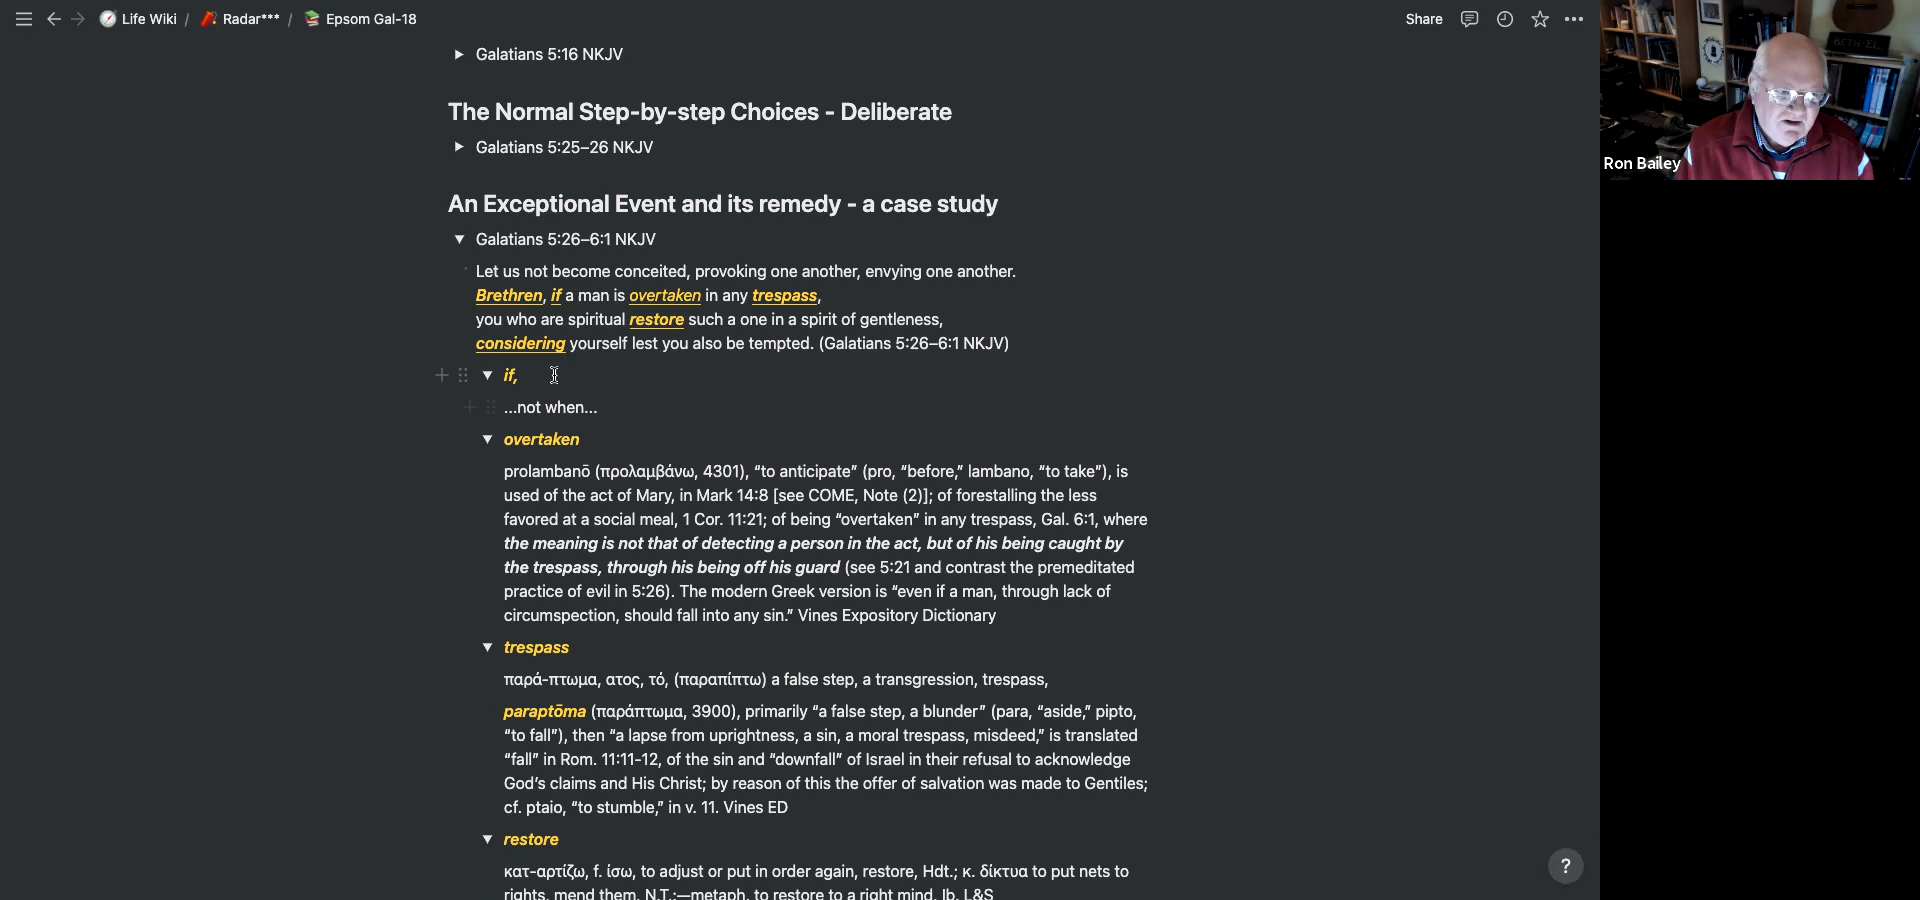 Life Wiki / Radar*** / Epsom Gal-18
Share
Galatians 5:16 NKJV
The Normal Step-by-step Choices - Deliberate
Galatians 5:25–26 NKJV
Ron Bailey
An Exceptional Event and its remedy - a case study
Galatians 5:26–6:1 NKJV
Let us not become conceited, provoking one another, envying one another.
Brethren, if a man is overtaken in any trespass,
you who are spiritual restore such a one in a spirit of gentleness,
considering yourself lest you also be tempted. (Galatians 5:26–6:1 NKJV)
if,
...not when...
overtaken
prolambanō (προλαμβάνω, 4301), “to anticipate” (pro, “before,” lambano, “to take”), is
used of the act of Mary, in Mark 14:8 [see COME, Note (2)]; of forestalling the less
favored at a social meal, 1 Cor. 11:21; of being “overtaken” in any trespass, Gal. 6:1, where
the meaning is not that of detecting a person in the act, but of his being caught by
the trespass, through his being off his guard (see 5:21 and contrast the premeditated
practice of evil in 5:26). The modern Greek version is “even if a man, through lack of
circumspection, should fall into any sin.” Vines Expository Dictionary
trespass
παρά-πτωμα, ατος, τό, (παραπίπτω) a false step, a transgression, trespass,
paraptōma (παράπτωμα, 3900), primarily “a false step, a blunder” (para, “aside,” pipto,
“to fall”), then “a lapse from uprightness, a sin, a moral trespass, misdeed,” is translated
“fall” in Rom. 11:11-12, of the sin and “downfall” of Israel in their refusal to acknowledge
God’s claims and His Christ; by reason of this the offer of salvation was made to Gentiles;
cf. ptaio, “to stumble,” in v. 11. Vines ED
restore
κατ-αρτίζω, f. ίσω, to adjust or put in order again, restore, Hdt.; κ. δίκτυα to put nets to
rights, mend them, N.T.:—metaph. to restore to a right mind, Ib. L&S
?